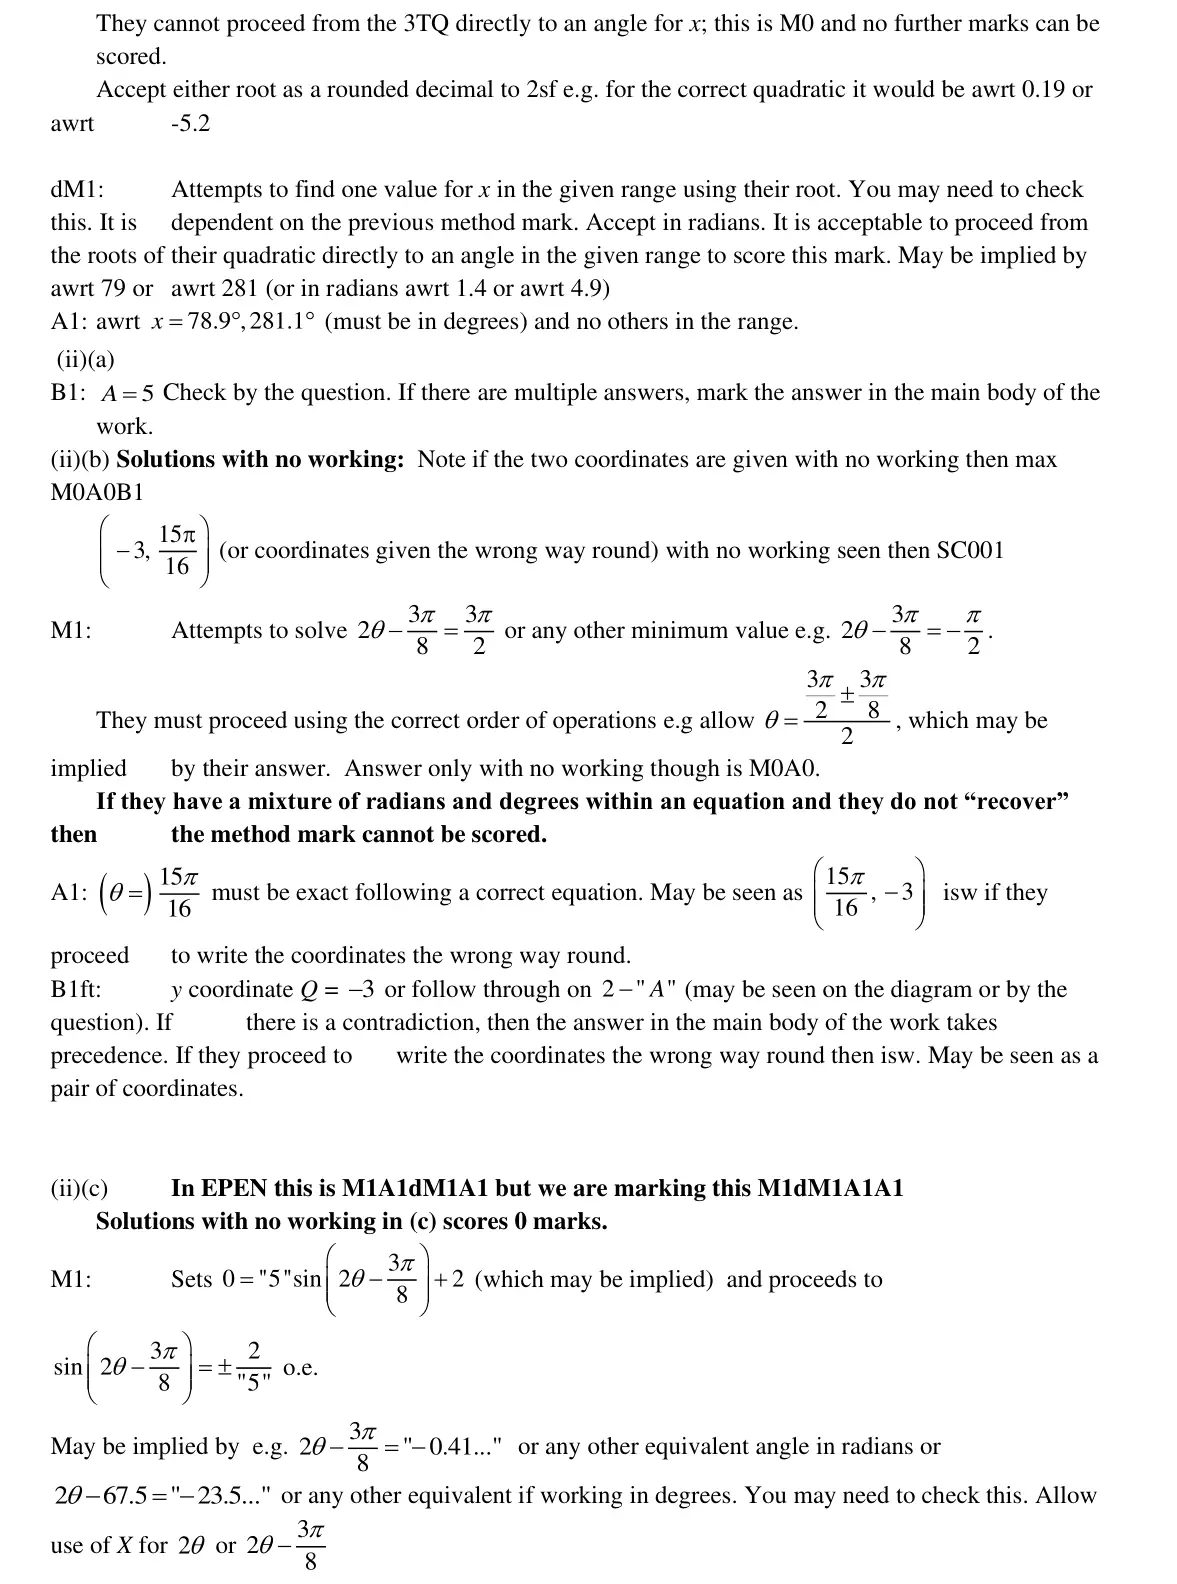 They cannot proceed from the 3TQ directly to an angle for x; this is M0 and no further marks can be
scored.
Accept either root as a rounded decimal to 2sf e.g. for the correct quadratic it would be awrt 0.19 or
awrt -5.2
dM1: Attempts to find one value for x in the given range using their root. You may need to check
this. It is dependent on the previous method mark. Accept in radians. It is acceptable to proceed from
the roots of their quadratic directly to an angle in the given range to score this mark. May be implied by
awrt 79 or awrt 281 (or in radians awrt 1.4 or awrt 4.9)
A1: awrt x = 78.9°, 281.1° (must be in degrees) and no others in the range.
(ii)(a)
B1: A = 5 Check by the question. If there are multiple answers, mark the answer in the main body of the
work.
(ii)(b) Solutions with no working: Note if the two coordinates are given with no working then max
M0A0B1
(−3, 15π/16) (or coordinates given the wrong way round) with no working seen then SC001
M1: Attempts to solve 2θ − 3π/8 = 3π/2 or any other minimum value e.g. 2θ − 3π/8 = −π/2.
They must proceed using the correct order of operations e.g allow θ = (3π/2 ± 3π/8)/2, which may be
implied by their answer. Answer only with no working though is M0A0.
If they have a mixture of radians and degrees within an equation and they do not “recover”
then the method mark cannot be scored.
A1: (θ =) 15π/16 must be exact following a correct equation. May be seen as (15π/16, −3) isw if they
proceed to write the coordinates the wrong way round.
B1ft: y coordinate Q = −3 or follow through on 2 − "A" (may be seen on the diagram or by the
question). If there is a contradiction, then the answer in the main body of the work takes
precedence. If they proceed to write the coordinates the wrong way round then isw. May be seen as a
pair of coordinates.
(ii)(c) In EPEN this is M1A1dM1A1 but we are marking this M1dM1A1A1
Solutions with no working in (c) scores 0 marks.
M1: Sets 0 = "5" sin(2θ − 3π/8) + 2 (which may be implied) and proceeds to
sin(2θ − 3π/8) = ± 2/"5" o.e.
May be implied by e.g. 2θ − 3π/8 = "−0.41..." or any other equivalent angle in radians or
2θ − 67.5 = "−23.5..." or any other equivalent if working in degrees. You may need to check this. Allow
use of X for 2θ or 2θ − 3π/8